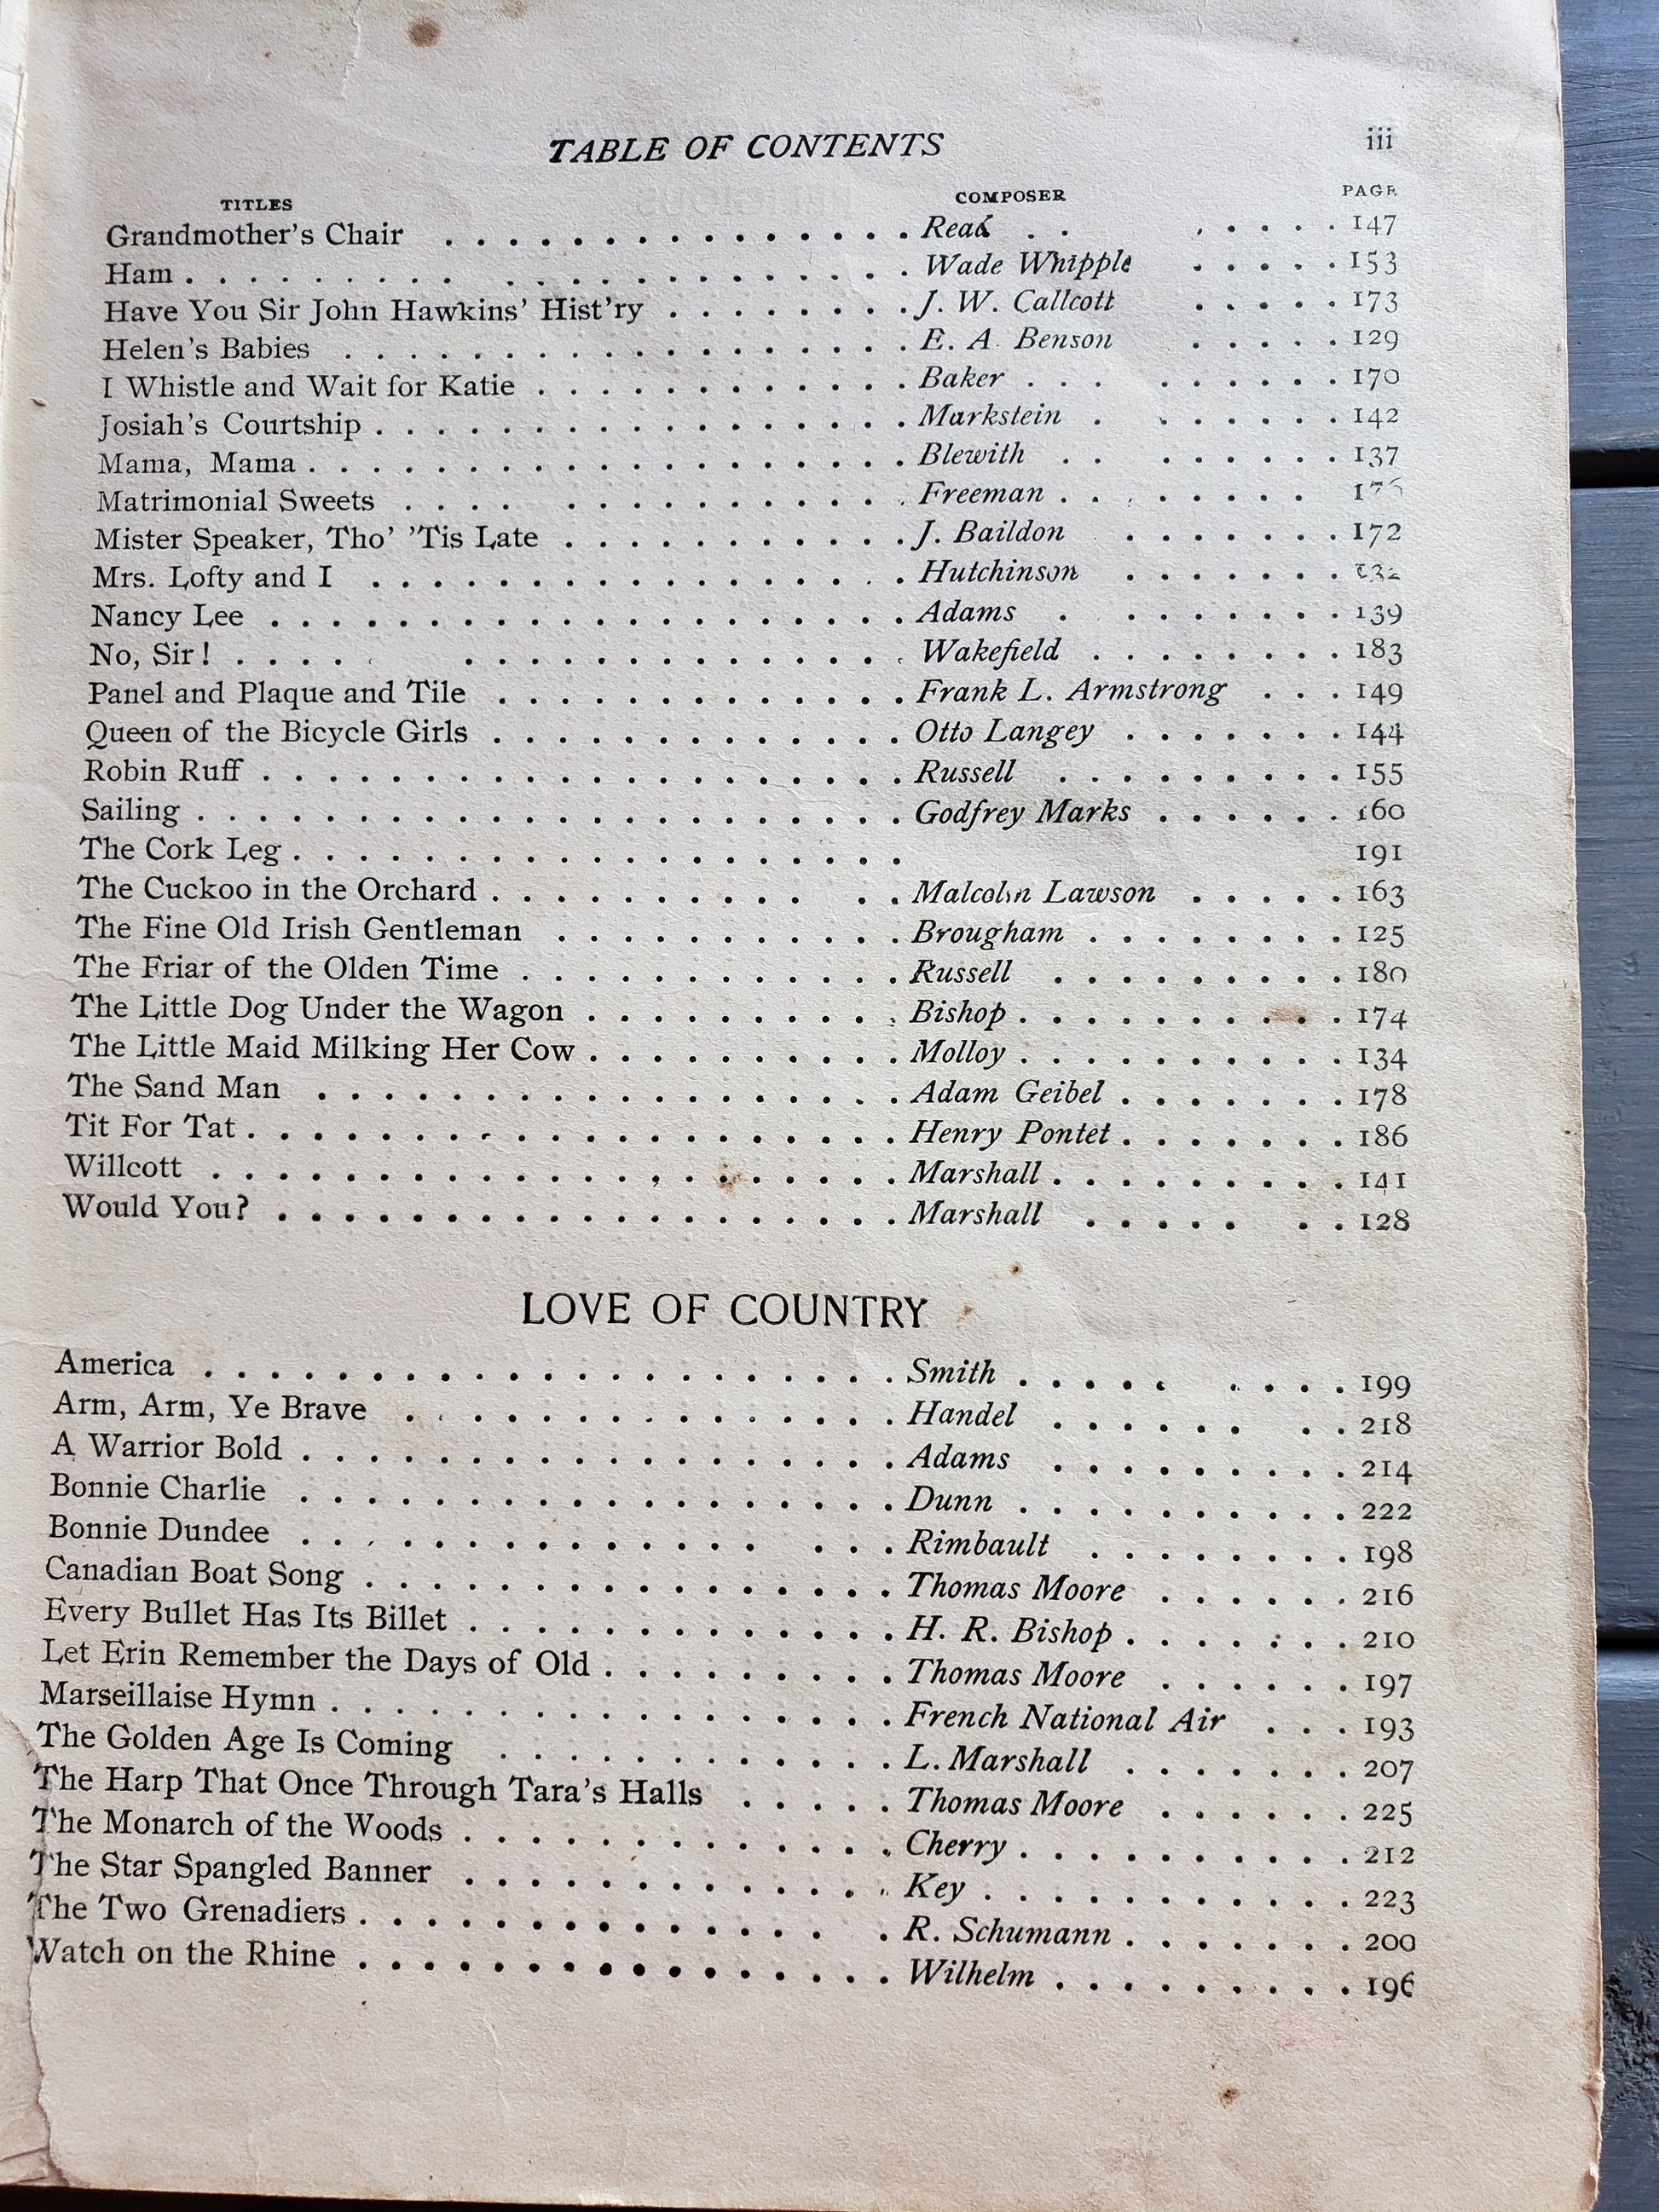 TABLE OF CONTENTS iii
TITLES COMPOSER PAGE
Grandmother's Chair . . . . . . . . . . . . . . Read . . . . . . . 147
Ham . . . . . . . . . . . . . . . . . . . . . Wade Whipple . . . . . 153
Have You Sir John Hawkins' Hist'ry . . . . . . . . J. W. Callcott . . . . . 173
Helen's Babies . . . . . . . . . . . . . . . . . E. A. Benson . . . . . 129
I Whistle and Wait for Katie . . . . . . . . . . . . Baker . . . . . . . . . 170
Josiah's Courtship . . . . . . . . . . . . . . . . . Markstein . . . . . . . 142
Mama, Mama . . . . . . . . . . . . . . . . . . . Blewith . . . . . . . . 137
Matrimonial Sweets . . . . . . . . . . . . . . . Freeman . . . . . . . .
Mister Speaker, Tho' 'Tis Late . . . . . . . . . . . J. Baildon . . . . . . . 172
Mrs. Lofty and I . . . . . . . . . . . . . . . . . Hutchinson . . . . . . . 132
Nancy Lee . . . . . . . . . . . . . . . . . . . . Adams . . . . . . . . 139
No, Sir! . . . . . . . . . . . . . . . . . . . Wakefield . . . . . . . . 183
Panel and Plaque and Tile . . . . . . . . . . . . . Frank L. Armstrong . . . 149
Queen of the Bicycle Girls . . . . . . . . . . . . . Otto Langey . . . . . . . 144
Robin Ruff . . . . . . . . . . . . . . . . . . . . Russell . . . . . . . . . 155
Sailing . . . . . . . . . . . . . . . . . . . . . . Godfrey Marks . . . . . . 160
The Cork Leg . . . . . . . . . . . . . . . . . . . 191
The Cuckoo in the Orchard . . . . . . . . . . . . Malcolm Lawson . . . . . 163
The Fine Old Irish Gentleman . . . . . . . . . . . Brougham . . . . . . . . 125
The Friar of the Olden Time . . . . . . . . . . . . Russell . . . . . . . . . 180
The Little Dog Under the Wagon . . . . . . . . . . Bishop . . . . . . . . . . 174
The Little Maid Milking Her Cow . . . . . . . . . . Molloy . . . . . . . . . . 134
The Sand Man . . . . . . . . . . . . . . . . . . Adam Geibel . . . . . . . 178
Tit For Tat . . . . . . . . . . . . . . . . . . . . Henry Pontet . . . . . . . 186
Willcott . . . . . . . . . . . . . . . . . . . . . Marshall . . . . . . . . . 141
Would You? . . . . . . . . . . . . . . . . . . . Marshall . . . . . . . 128
LOVE OF COUNTRY
America . . . . . . . . . . . . . . . . . . . . . Smith . . . . . . . . . 199
Arm, Arm, Ye Brave . . . . . . . . . . . . . . . Handel . . . . . . . . 218
A Warrior Bold . . . . . . . . . . . . . . . . . . Adams . . . . . . . . . 214
Bonnie Charlie . . . . . . . . . . . . . . . . . . Dunn . . . . . . . . . . 222
Bonnie Dundee . . . . . . . . . . . . . . . . . Rimbault . . . . . . . . 198
Canadian Boat Song . . . . . . . . . . . . . . . . Thomas Moore . . . . . . 216
Every Bullet Has Its Billet . . . . . . . . . . . . . H. R. Bishop . . . . . . . 210
Let Erin Remember the Days of Old . . . . . . . . . Thomas Moore . . . . . . 197
Marseillaise Hymn . . . . . . . . . . . . . . . . . French National Air . . . 193
The Golden Age Is Coming . . . . . . . . . . . . L. Marshall . . . . . . . 207
The Harp That Once Through Tara's Halls . . . . . Thomas Moore . . . . . . 225
The Monarch of the Woods . . . . . . . . . . . . . Cherry . . . . . . . . . . 212
The Star Spangled Banner . . . . . . . . . . . . . Key . . . . . . . . . . . 223
The Two Grenadiers . . . . . . . . . . . . . . . R. Schumann . . . . . . . 200
Watch on the Rhine . . . . . . . . . . . . . . . . Wilhelm . . . . . . . . . 196